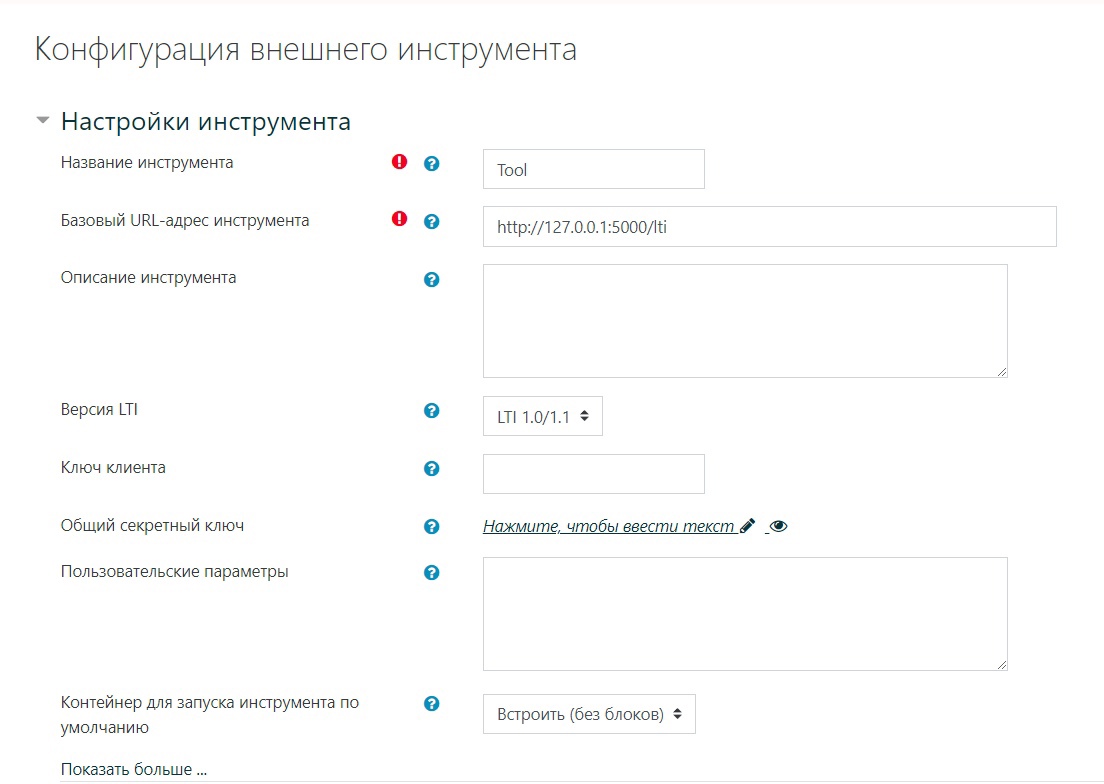 Конфигурация внешнего инструмента
Настройки инструмента
Название инструмента
Tool
Базовый URL-адрес инструмента
http://127.0.0.1:5000/lti
Описание инструмента
Версия LTI
LTI 1.0/1.1
Ключ клиента
Общий секретный ключ
Нажмите, чтобы ввести текст
Пользовательские параметры
Контейнер для запуска инструмента по
умолчанию
Встроить (без блоков)
Показать больше ...